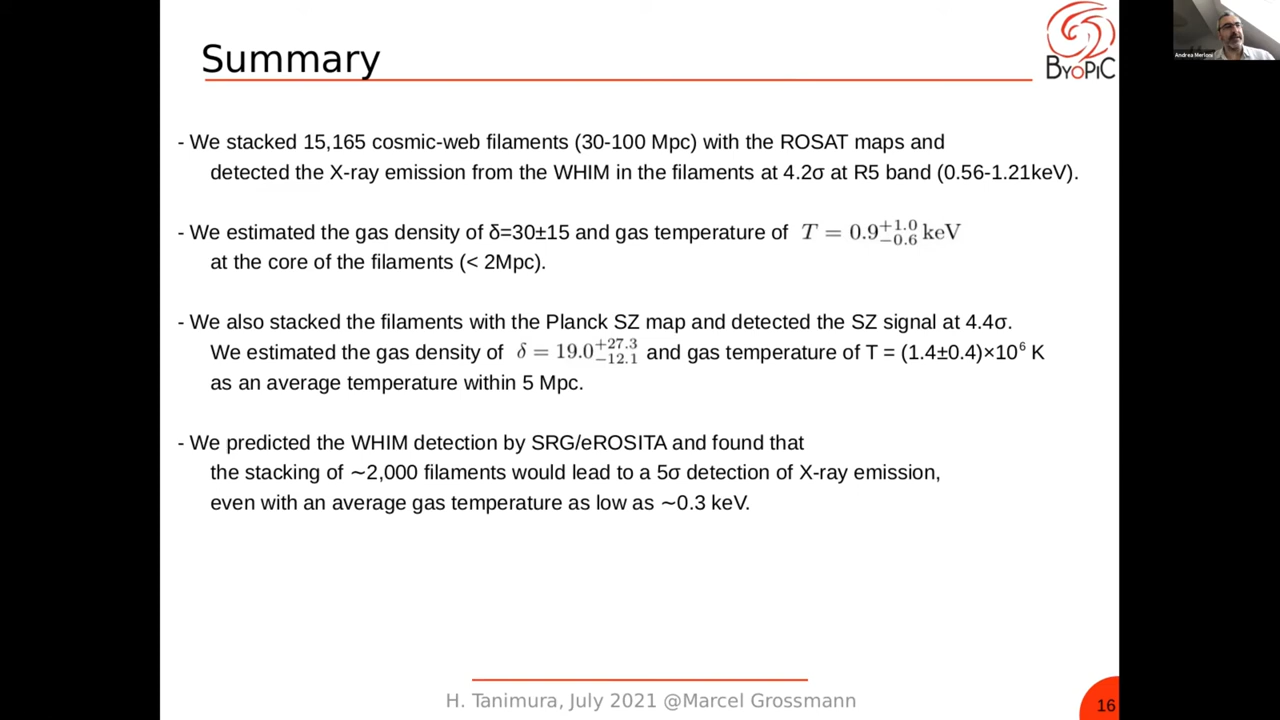 Summary
BYOPiC
Andrea Merloni
- We stacked 15,165 cosmic-web filaments (30-100 Mpc) with the ROSAT maps and
detected the X-ray emission from the WHIM in the filaments at 4.2σ at R5 band (0.56-1.21keV).
- We estimated the gas density of δ=30±15 and gas temperature of T = 0.9 +1.0 −0.6 keV
at the core of the filaments (< 2Mpc).
- We also stacked the filaments with the Planck SZ map and detected the SZ signal at 4.4σ.
We estimated the gas density of δ = 19.0 +27.3 −12.1 and gas temperature of T = (1.4±0.4)×10⁶ K
as an average temperature within 5 Mpc.
- We predicted the WHIM detection by SRG/eROSITA and found that
the stacking of ~2,000 filaments would lead to a 5σ detection of X-ray emission,
even with an average gas temperature as low as ~0.3 keV.
H. Tanimura, July 2021 @Marcel Grossmann
16